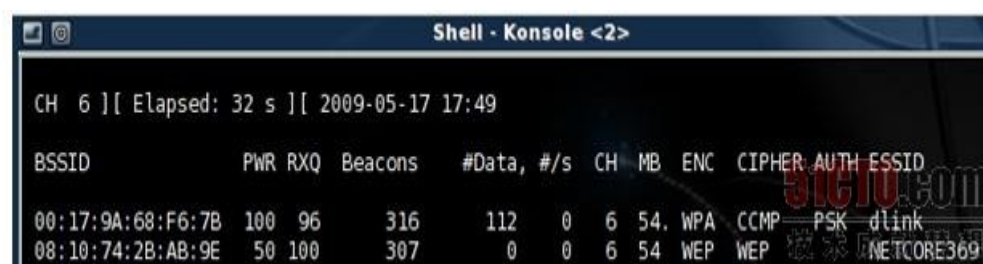 Shell - Konsole <2>
CH 6 ][ Elapsed: 32 s ][ 2009-05-17 17:49
BSSID PWR RXQ Beacons #Data, #/s CH MB ENC CIPHER AUTH ESSID
00:17:9A:68:F6:7B 100 96 316 112 0 6 54. WPA CCMP PSK dlink
08:10:74:2B:AB:9E 50 100 307 0 0 6 54 WEP WEP NETCORE369
51CTO.com